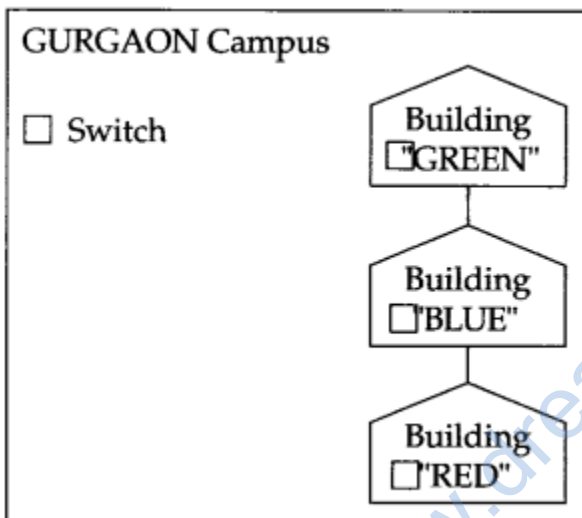 GURGAON Campus
Switch
Building
"GREEN"
Building
"BLUE"
Building
"RED"